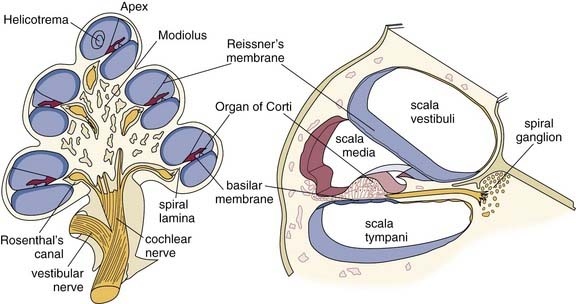 Apex
Helicotrema
Modiolus
Reissner's
membrane
Organ of Corti
basilar
membrane
spiral
lamina
Rosenthal's
canal
cochlear
nerve
vestibular
nerve
scala
vestibuli
scala
media
spiral
ganglion
scala
tympani